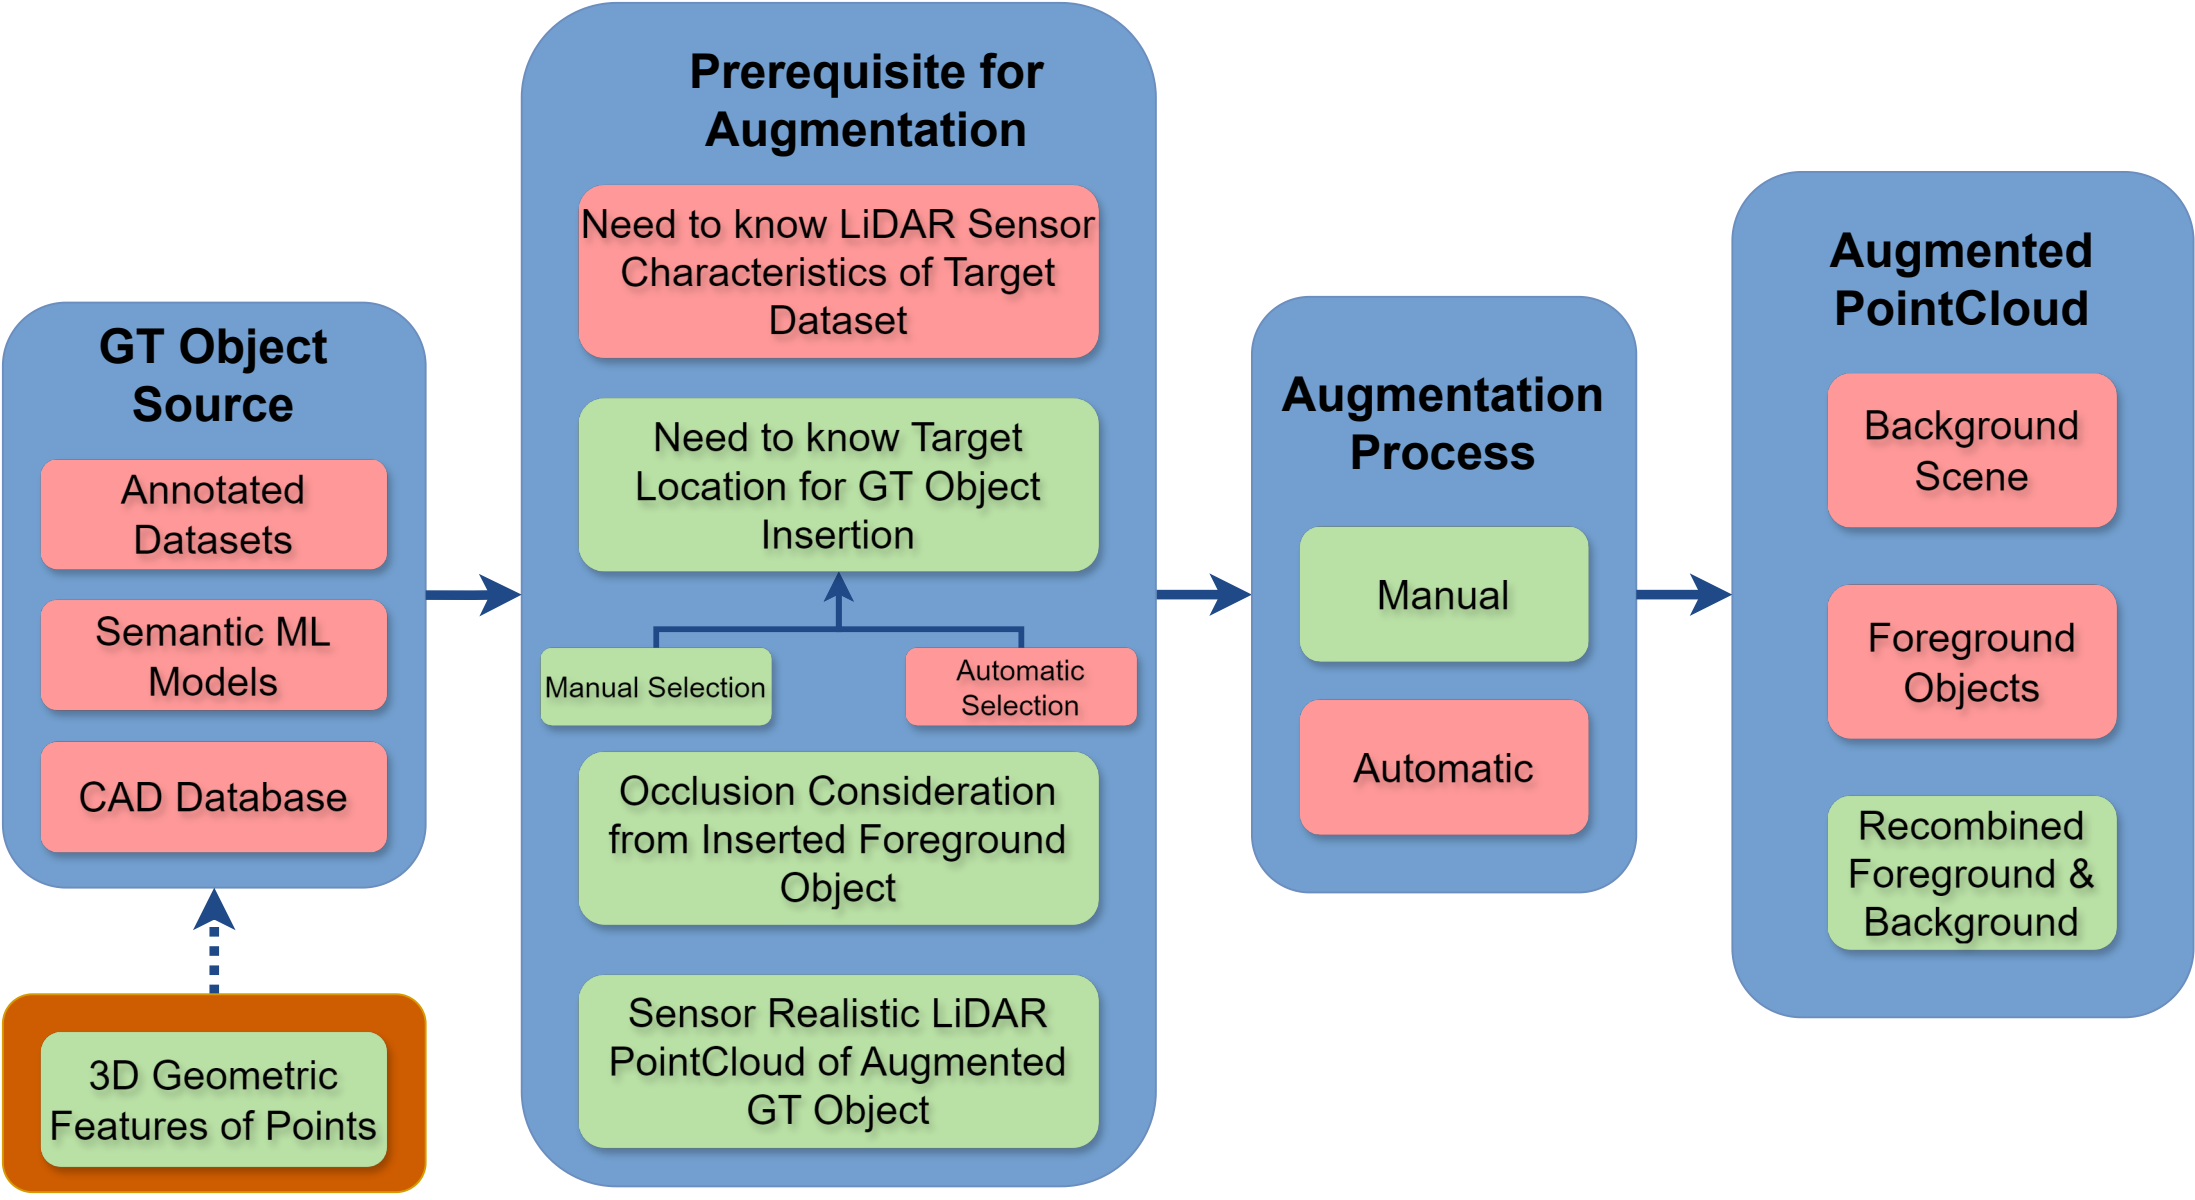 GT Object
Source
Annotated
Datasets
Semantic ML
Models
CAD Database
3D Geometric
Features of Points
Prerequisite for
Augmentation
Need to know LiDAR Sensor
Characteristics of Target
Dataset
Need to know Target
Location for GT Object
Insertion
Manual Selection
Automatic
Selection
Occlusion Consideration
from Inserted Foreground
Object
Sensor Realistic LiDAR
PointCloud of Augmented
GT Object
Augmentation
Process
Manual
Automatic
Augmented
PointCloud
Background
Scene
Foreground
Objects
Recombined
Foreground &
Background